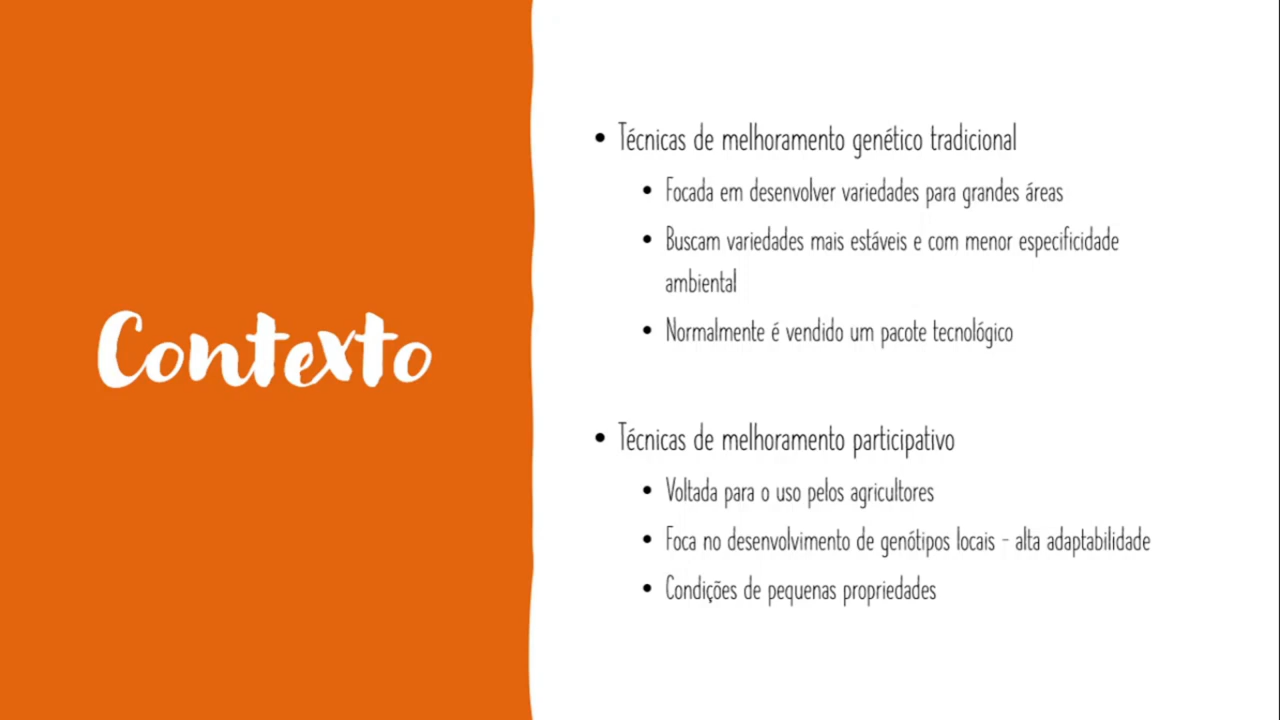 Contexto
• Técnicas de melhoramento genético tradicional
• Focada em desenvolver variedades para grandes áreas
• Buscam variedades mais estáveis e com menor especificidade
ambiental
• Normalmente é vendido um pacote tecnológico
• Técnicas de melhoramento participativo
• Voltada para o uso pelos agricultores
• Foca no desenvolvimento de genótipos locais - alta adaptabilidade
• Condições de pequenas propriedades